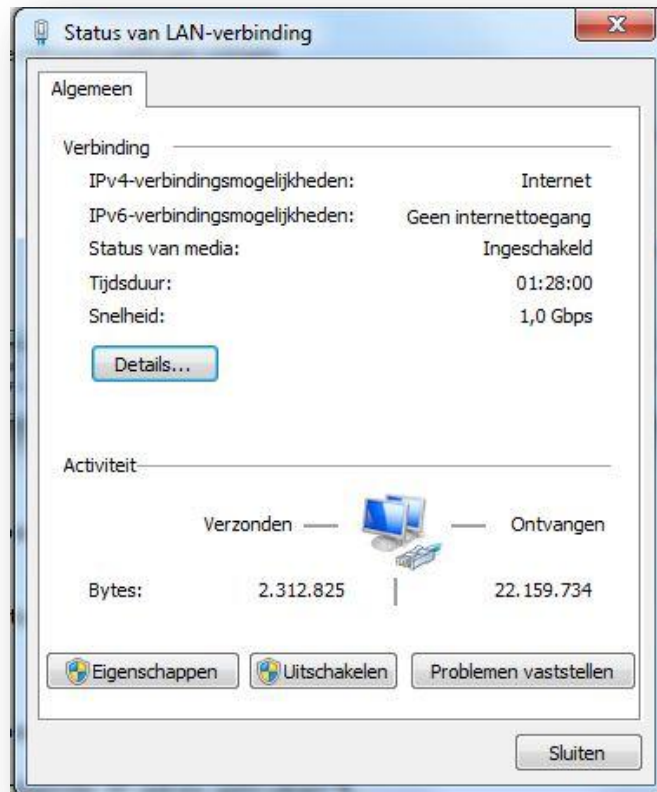 Status van LAN-verbinding
Algemeen
Verbinding
IPv4-verbindingsmogelijkheden: Internet
IPv6-verbindingsmogelijkheden: Geen internettoegang
Status van media: Ingeschakeld
Tijdsduur: 01:28:00
Snelheid: 1,0 Gbps
Details...
Activiteit
Verzonden Ontvangen
Bytes: 2.312.825 22.159.734
Eigenschappen Uitschakelen Problemen vaststellen
Sluiten